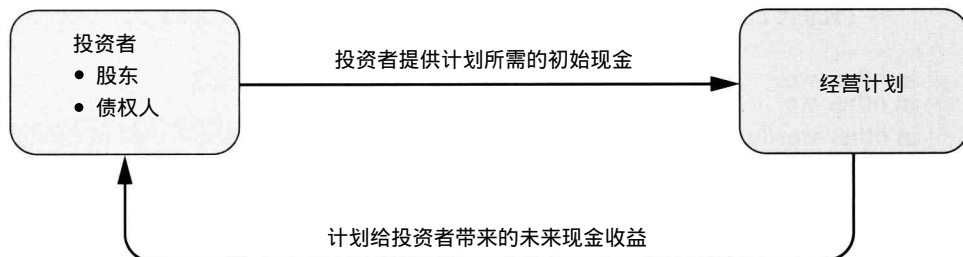 投资者
• 股东
• 债权人
投资者提供计划所需的初始现金
经营计划
计划给投资者带来的未来现金收益